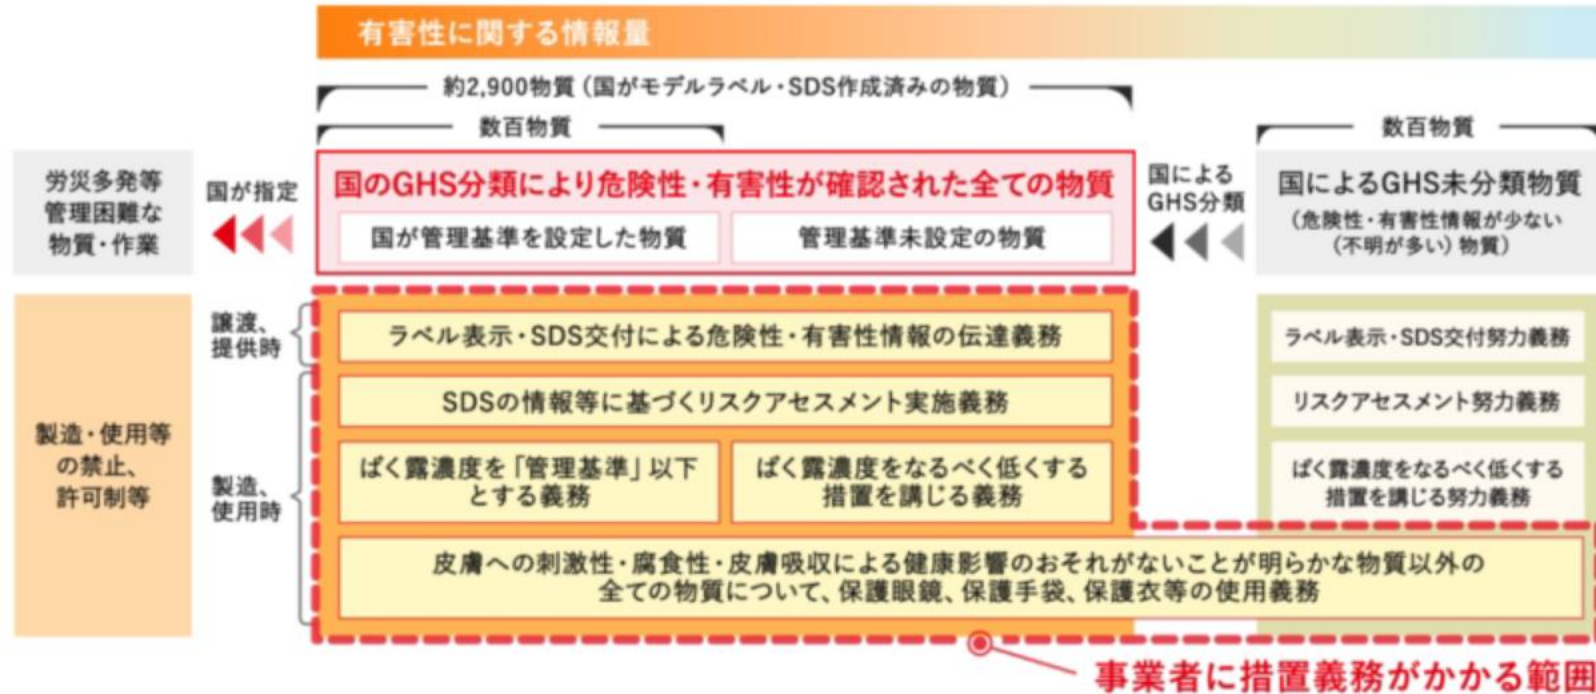 有害性に関する情報量
約2,900物質（国がモデルラベル・SDS作成済みの物質）
数百物質
数百物質
労災多発等
管理困難な
物質・作業
国が指定
国のGHS分類により危険性・有害性が確認された全ての物質
国が管理基準を設定した物質
管理基準未設定の物質
国による
GHS分類
国によるGHS未分類物質
（危険性・有害性情報が少ない
（不明が多い）物質）
製造・使用等
の禁止、
許可制等
譲渡、
提供時
ラベル表示・SDS交付による危険性・有害性情報の伝達義務
ラベル表示・SDS交付努力義務
製造、
使用時
SDSの情報等に基づくリスクアセスメント実施義務
リスクアセスメント努力義務
ばく露濃度を「管理基準」以下
とする義務
ばく露濃度をなるべく低くする
措置を講じる義務
ばく露濃度をなるべく低くする
措置を講じる努力義務
皮膚への刺激性・腐食性・皮膚吸収による健康影響のおそれがないことが明らかな物質以外の
全ての物質について、保護眼鏡、保護手袋、保護衣等の使用義務
事業者に措置義務がかかる範囲